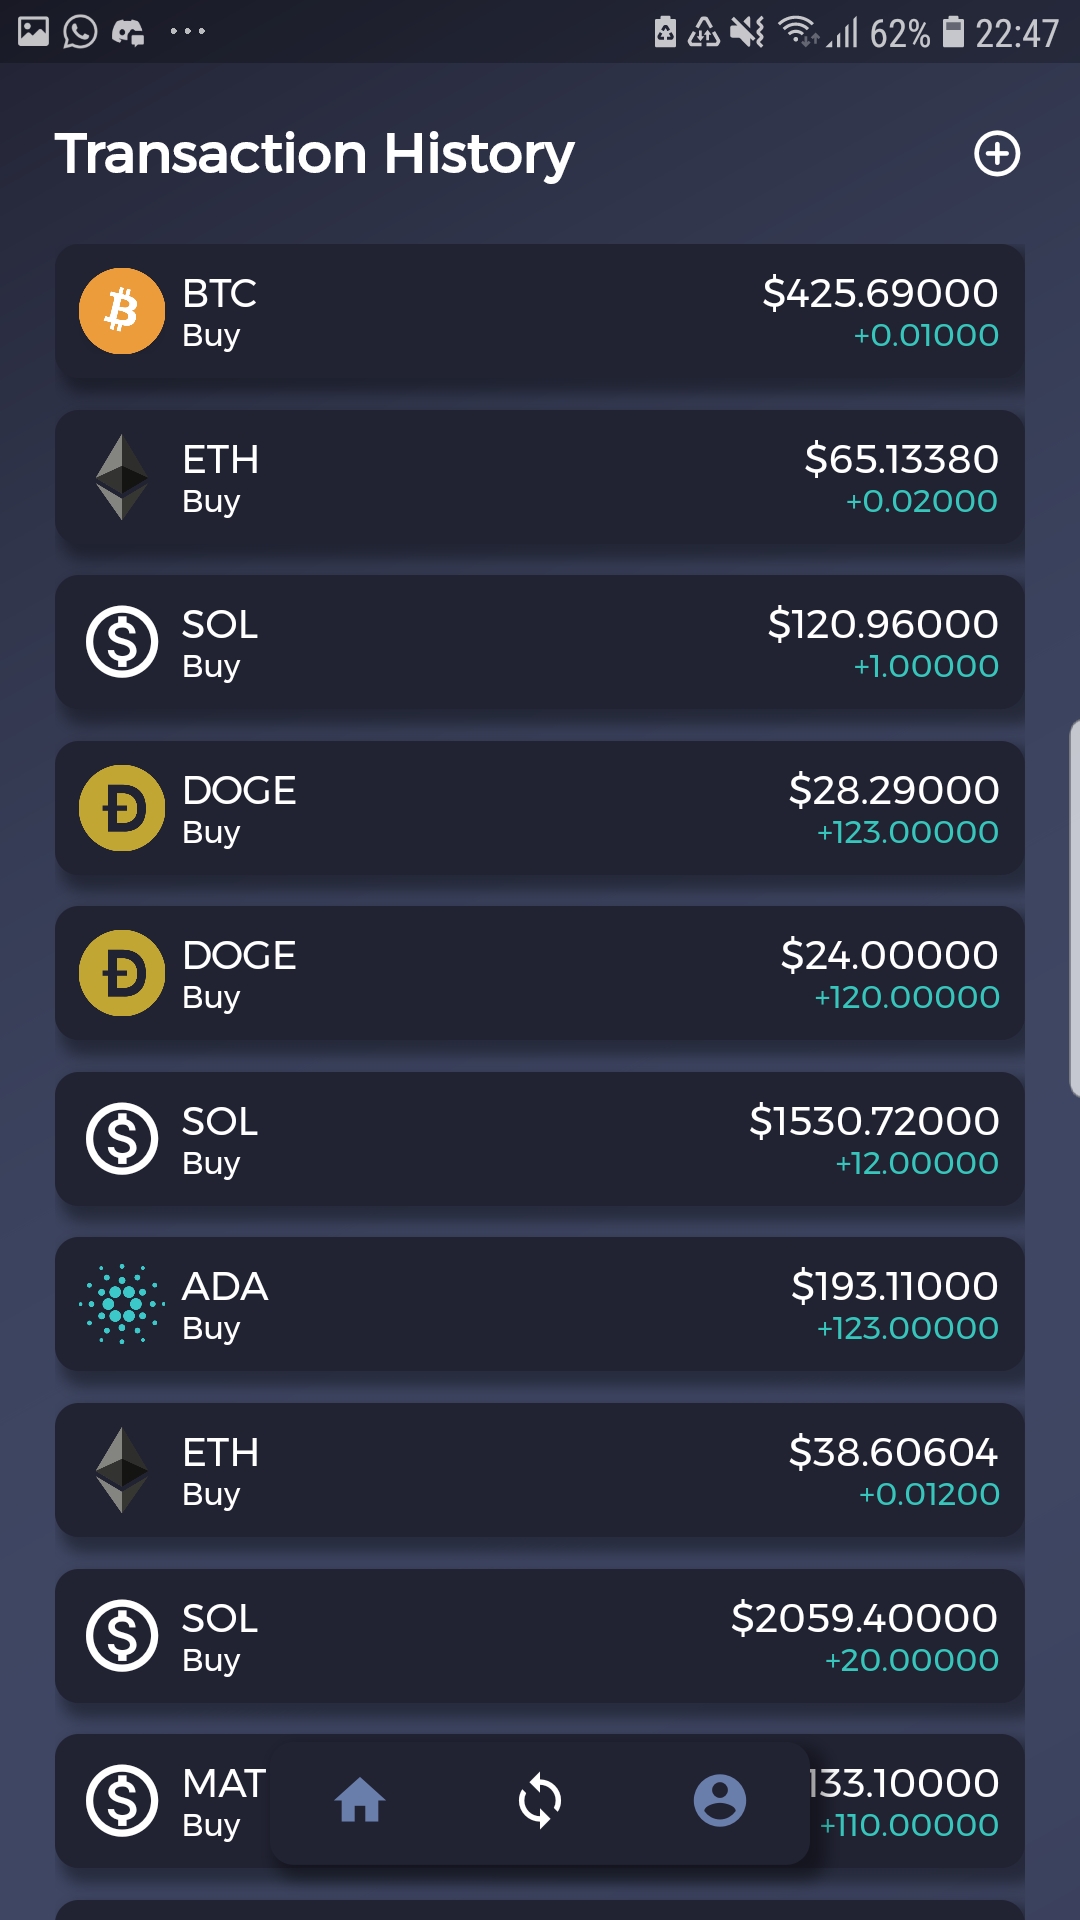 62% 22:47
Transaction History
BTC $425.69000
Buy +0.01000
ETH $65.13380
Buy +0.02000
SOL $120.96000
Buy +1.00000
DOGE $28.29000
Buy +123.00000
DOGE $24.00000
Buy +120.00000
SOL $1530.72000
Buy +12.00000
ADA $193.11000
Buy +123.00000
ETH $38.60604
Buy +0.01200
SOL $2059.40000
Buy +20.00000
MAT 133.10000
Buy +110.00000